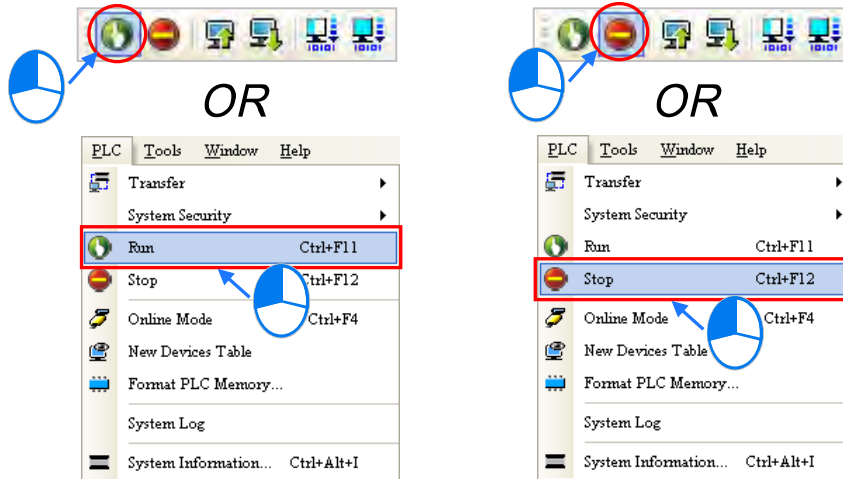 OR
PLC Tools Window Help
Transfer
System Security
Run Ctrl+F11
Stop Ctrl+F12
Online Mode Ctrl+F4
New Devices Table
Format PLC Memory...
System Log
System Information... Ctrl+Alt+I
OR
PLC Tools Window Help
Transfer
System Security
Run Ctrl+F11
Stop Ctrl+F12
Online Mode Ctrl+F4
New Devices Table
Format PLC Memory...
System Log
System Information... Ctrl+Alt+I